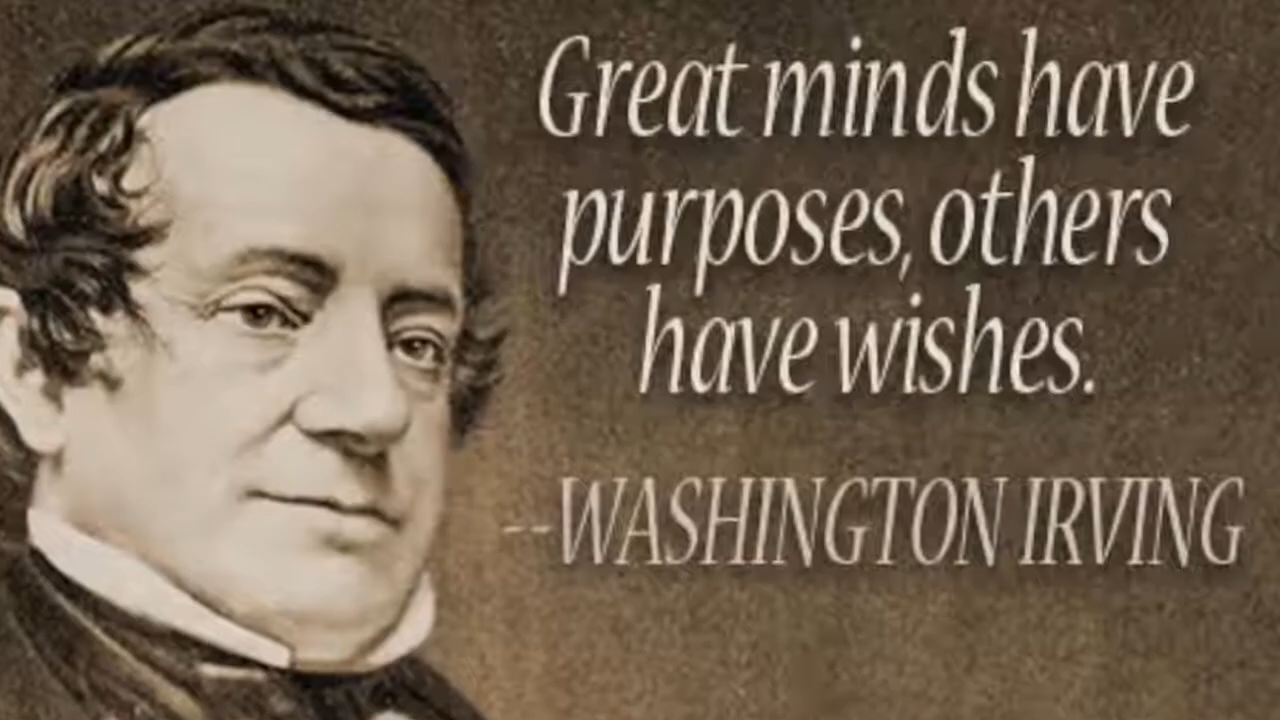 Great minds have
purposes, others
have wishes.
--WASHINGTON IRVING